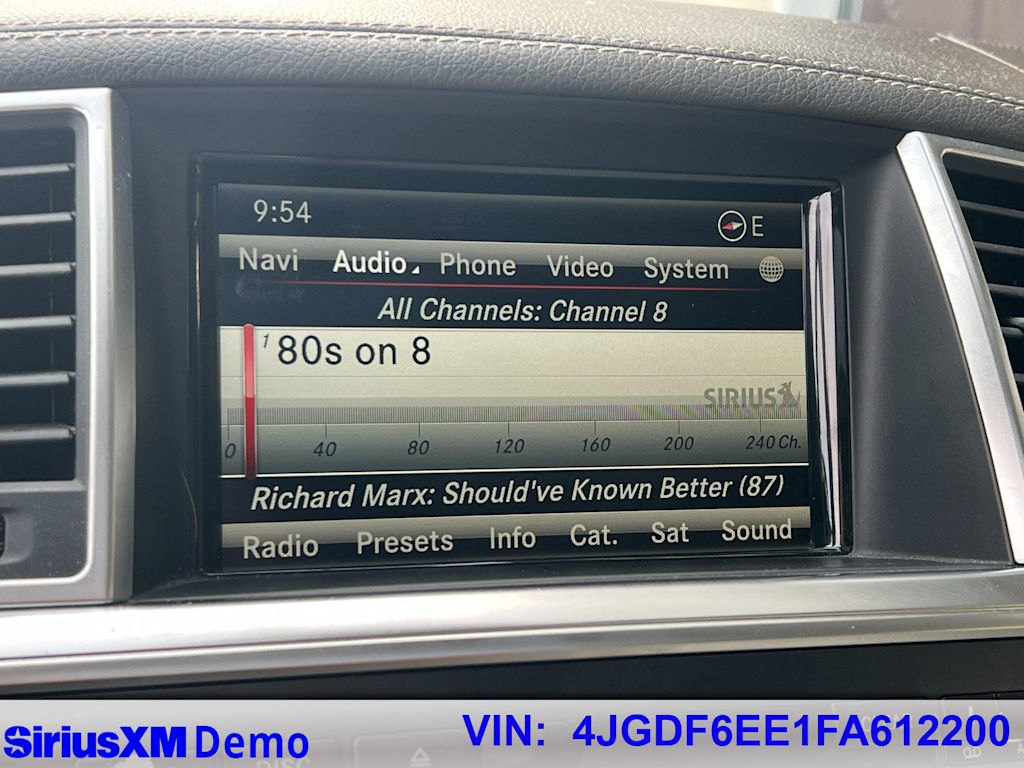 9:54
E
Navi Audio Phone Video System
All Channels: Channel 8
1 80s on 8
SIRIUS
0 40 80 120 160 200 240 Ch.
Richard Marx: Should've Known Better (87)
Radio Presets Info Cat. Sat Sound
SiriusXM Demo
VIN: 4JGDF6EE1FA612200
DISC